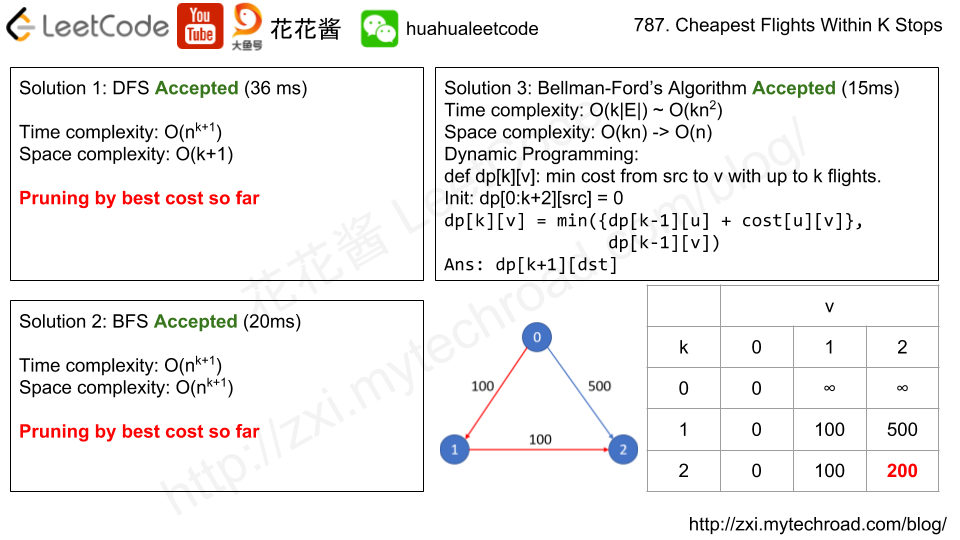 LeetCode
You
Tube
大鱼号
花花酱
huahualeetcode
787. Cheapest Flights Within K Stops
Solution 1: DFS Accepted (36 ms)
Time complexity: O(nᵏ⁺¹)
Space complexity: O(k+1)
Pruning by best cost so far
Solution 2: BFS Accepted (20ms)
Time complexity: O(nᵏ⁺¹)
Space complexity: O(nᵏ⁺¹)
Pruning by best cost so far
Solution 3: Bellman-Ford’s Algorithm Accepted (15ms)
Time complexity: O(k|E|) ~ O(kn²)
Space complexity: O(kn) -> O(n)
Dynamic Programming:
def dp[k][v]: min cost from src to v with up to k flights.
Init: dp[0:k+2][src] = 0
dp[k][v] = min({dp[k-1][u] + cost[u][v]},
dp[k-1][v])
Ans: dp[k+1][dst]
0
100 500
100
1 2
v
k 0 1 2
0 0 ∞ ∞
1 0 100 500
2 0 100 200
花花酱 LeetCode
http://zxi.mytechroad.com/blog/
http://zxi.mytechroad.com/blog/